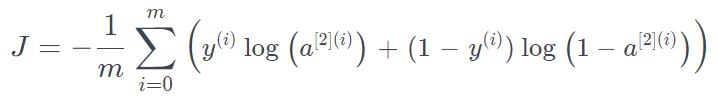 $$J = -\frac{1}{m} \sum_{i=0}^{m} \left( y^{(i)} \log \left( a^{[2](i)} \right) + (1 - y^{(i)}) \log \left( 1 - a^{[2](i)} \right) \right)$$